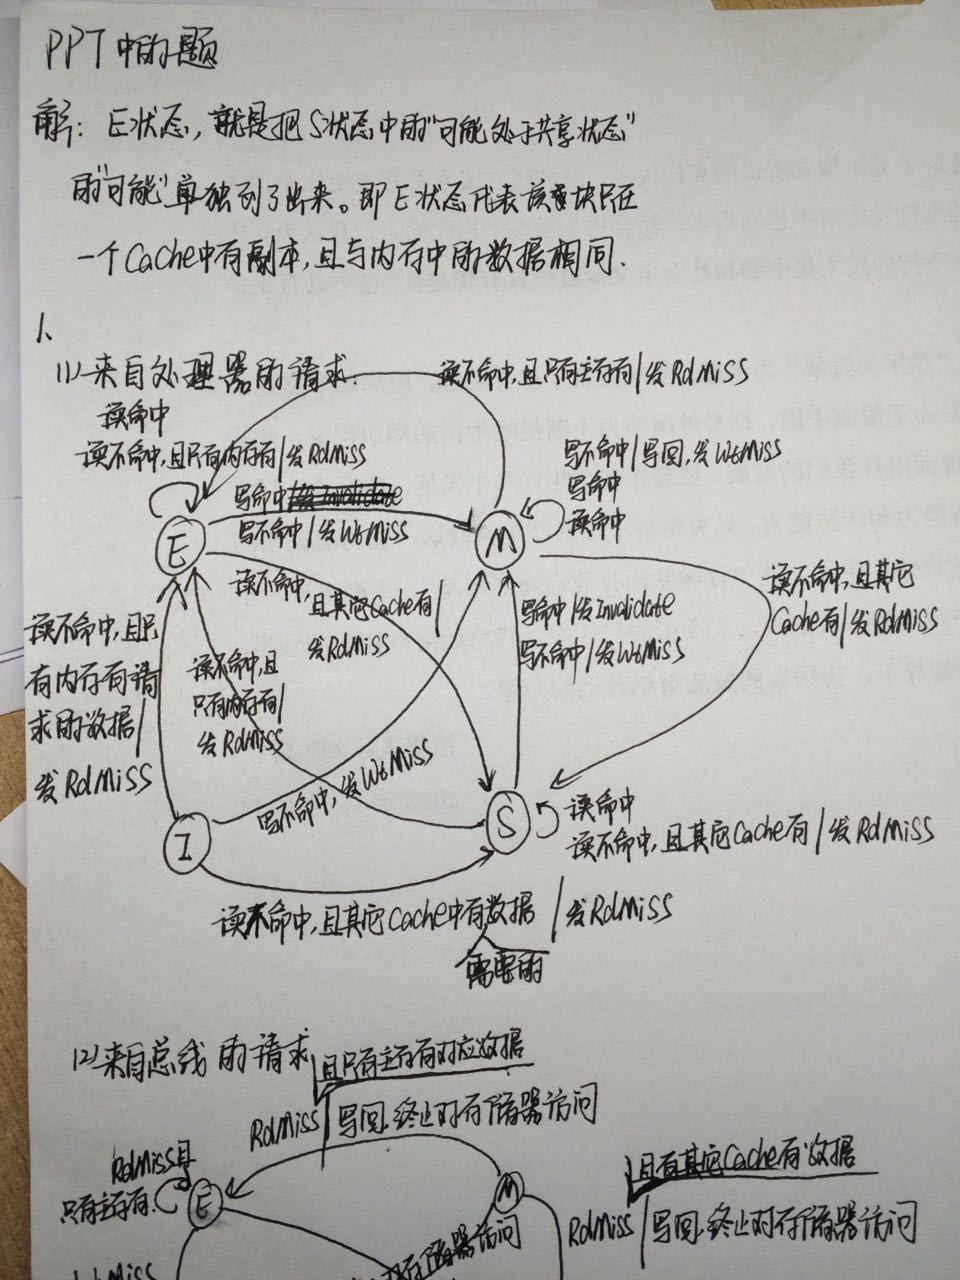 PPT中的题
解: E状态, 就是把S状态中的"可能处于共享状态"
的"可能"单独列了出来。即E状态代表该块只在
一个Cache中有副本, 且与内存中的数据相同.
1、
(1)来自处理器的请求.
读不命中,且只有主存有/发RdMiss
读命中
读不命中,且只有内存有/发RdMiss
写不命中/写回,发WtMiss
写命中
读命中
写命中
写不命中/发WtMiss
E
M
读不命中,且其它Cache有/
发RdMiss
读不命中,且其它
Cache有/发RdMiss
写命中/发Invalidate
写不命中/发WtMiss
读不命中,且只
有内存有请
求的数据/
发RdMiss
读不命中,且
只有内存有/
发RdMiss
写不命中,发WtMiss
I
S
读命中
读不命中,且其它Cache有/发RdMiss
读不命中,且其它Cache中有数据/发RdMiss
需要的
(2)来自总线的请求
且只有主存有对应数据
RdMiss/写回,终止对存储器访问
RdMiss且
只有主存有.
E
M
且有其它Cache有数据
RdMiss/写回,终止对存储器访问
存储器访问